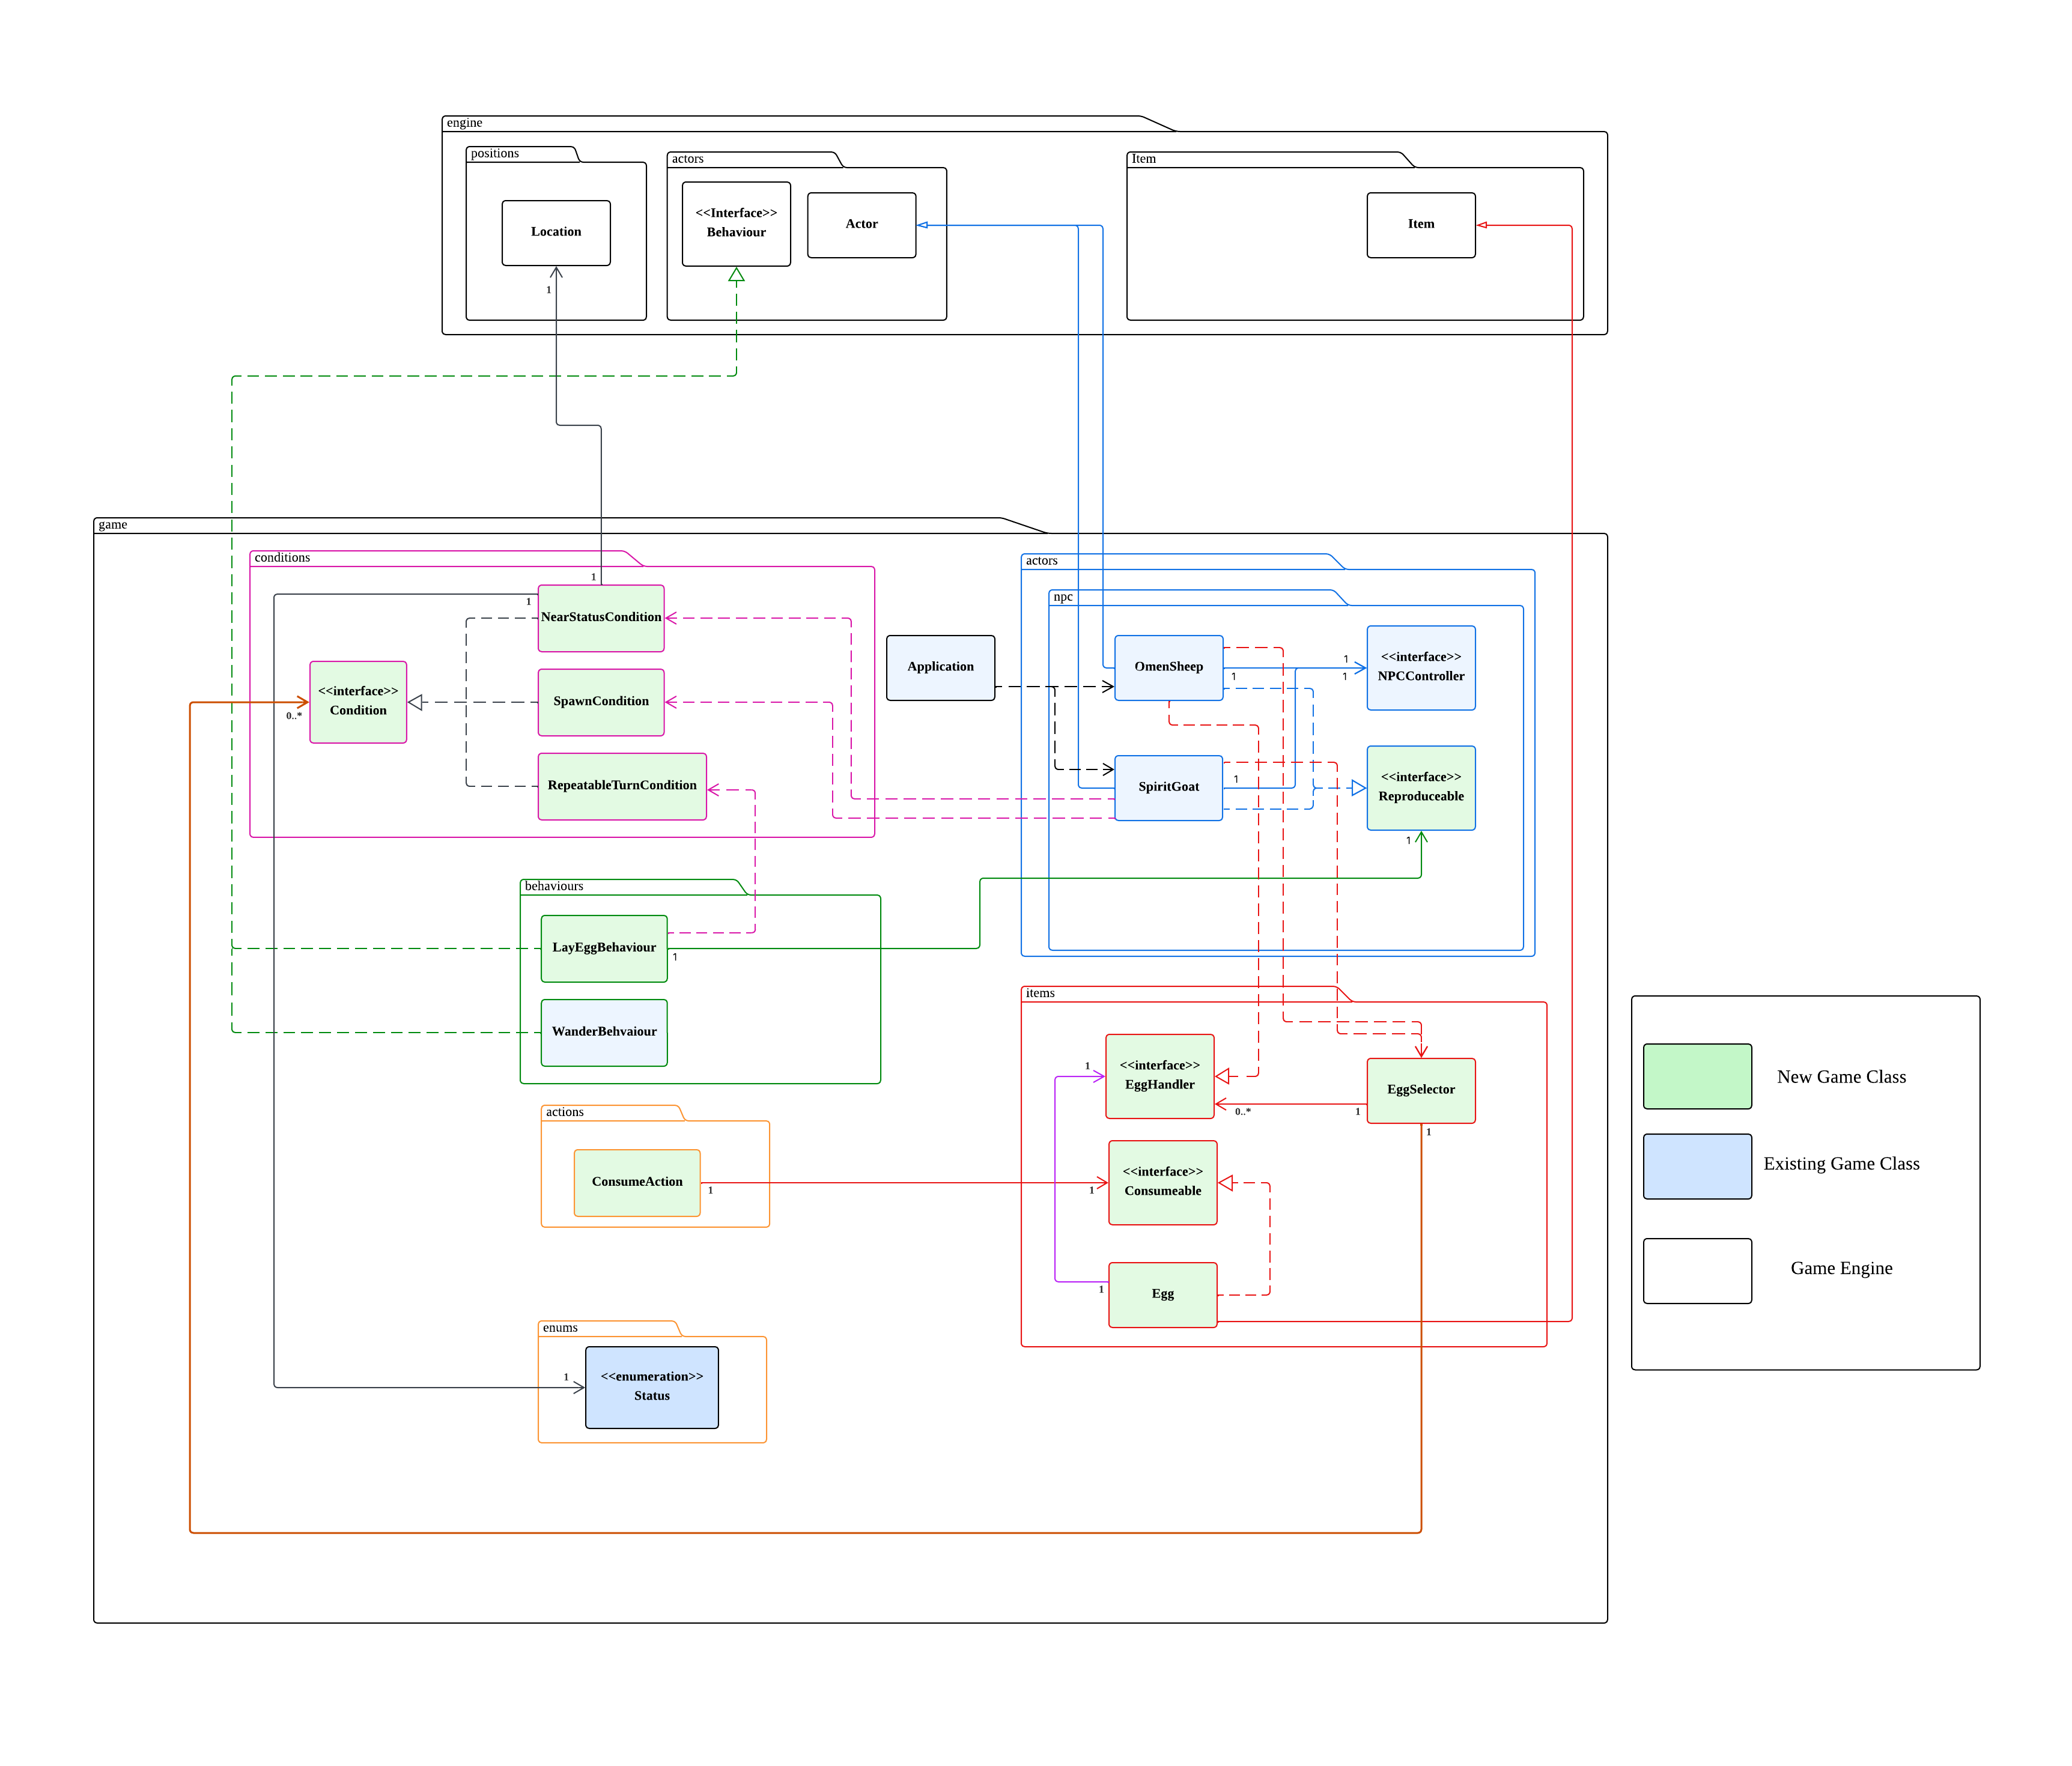 engine
positions
actors
Item
<<Interface>>
Behaviour
Actor
Item
Location
1
game
conditions
actors
1
npc
1
NearStatusCondition
<<interface>>
Condition
0..*
SpawnCondition
RepeatableTurnCondition
Application
OmenSheep
1
1
1
<<interface>>
NPCController
SpiritGoat
1
<<interface>>
Reproduceable
1
behaviours
LayEggBehaviour
1
WanderBehvaiour
items
1
<<interface>>
EggHandler
0..*
1
EggSelector
1
actions
ConsumeAction
1
1
<<interface>>
Consumeable
Egg
1
enums
1
<<enumeration>>
Status
New Game Class
Existing Game Class
Game Engine